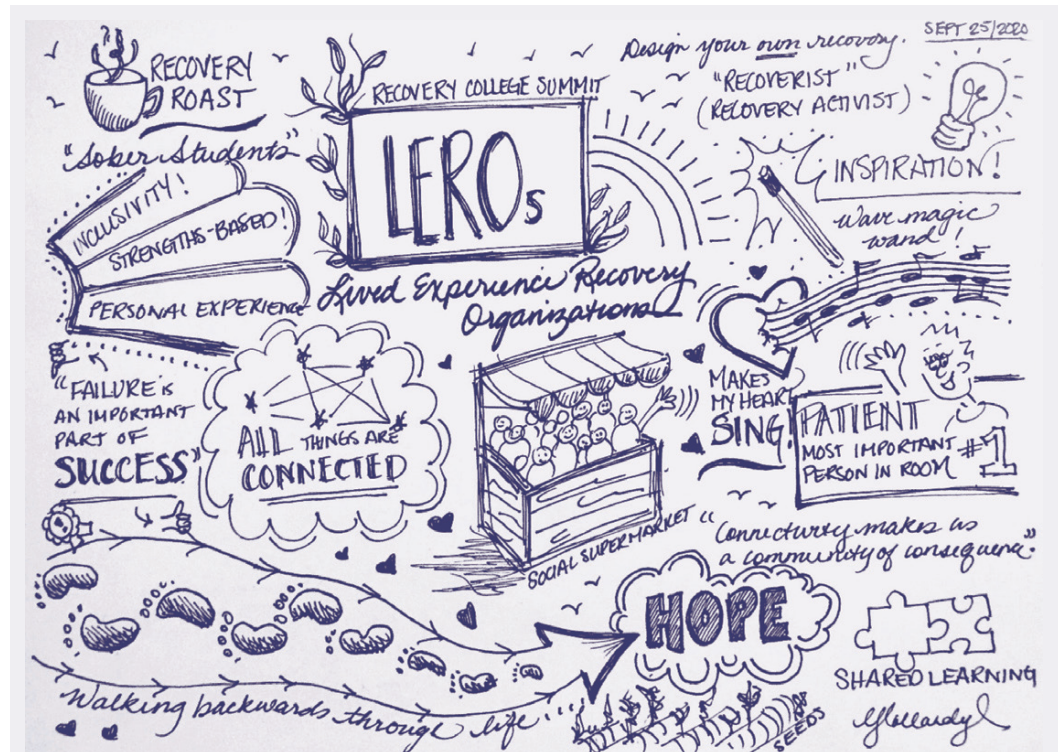 SEPT 25/2020
RECOVERY
ROAST
"Sober Students"
INCLUSIVITY!
STRENGTHS-BASED!
PERSONAL EXPERIENCE
RECOVERY COLLEGE SUMMIT
LEROs
Lived Experience Recovery
Organizations
Design your own recovery.
"RECOVERIST"
(RECOVERY ACTIVIST)
INSPIRATION!
Wave magic
wand!
"FAILURE is
AN IMPORTANT
PART OF
SUCCESS"
ALL THINGS ARE
CONNECTED
SOCIAL SUPERMARKET
MAKES
MY HEART
SING!
PATIENT
MOST IMPORTANT
PERSON IN ROOM #1
"Connectivity makes us
a community of consequence."
Walking backwards through life....
HOPE
SEEDS
SHARED LEARNING